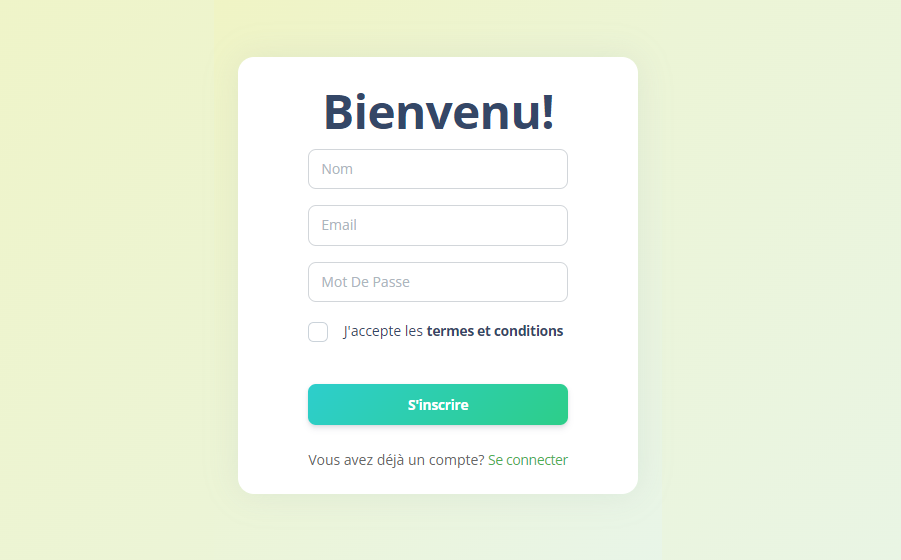 Bienvenu!
Nom
Email
Mot De Passe
J'accepte les termes et conditions
S'inscrire
Vous avez déjà un compte? Se connecter